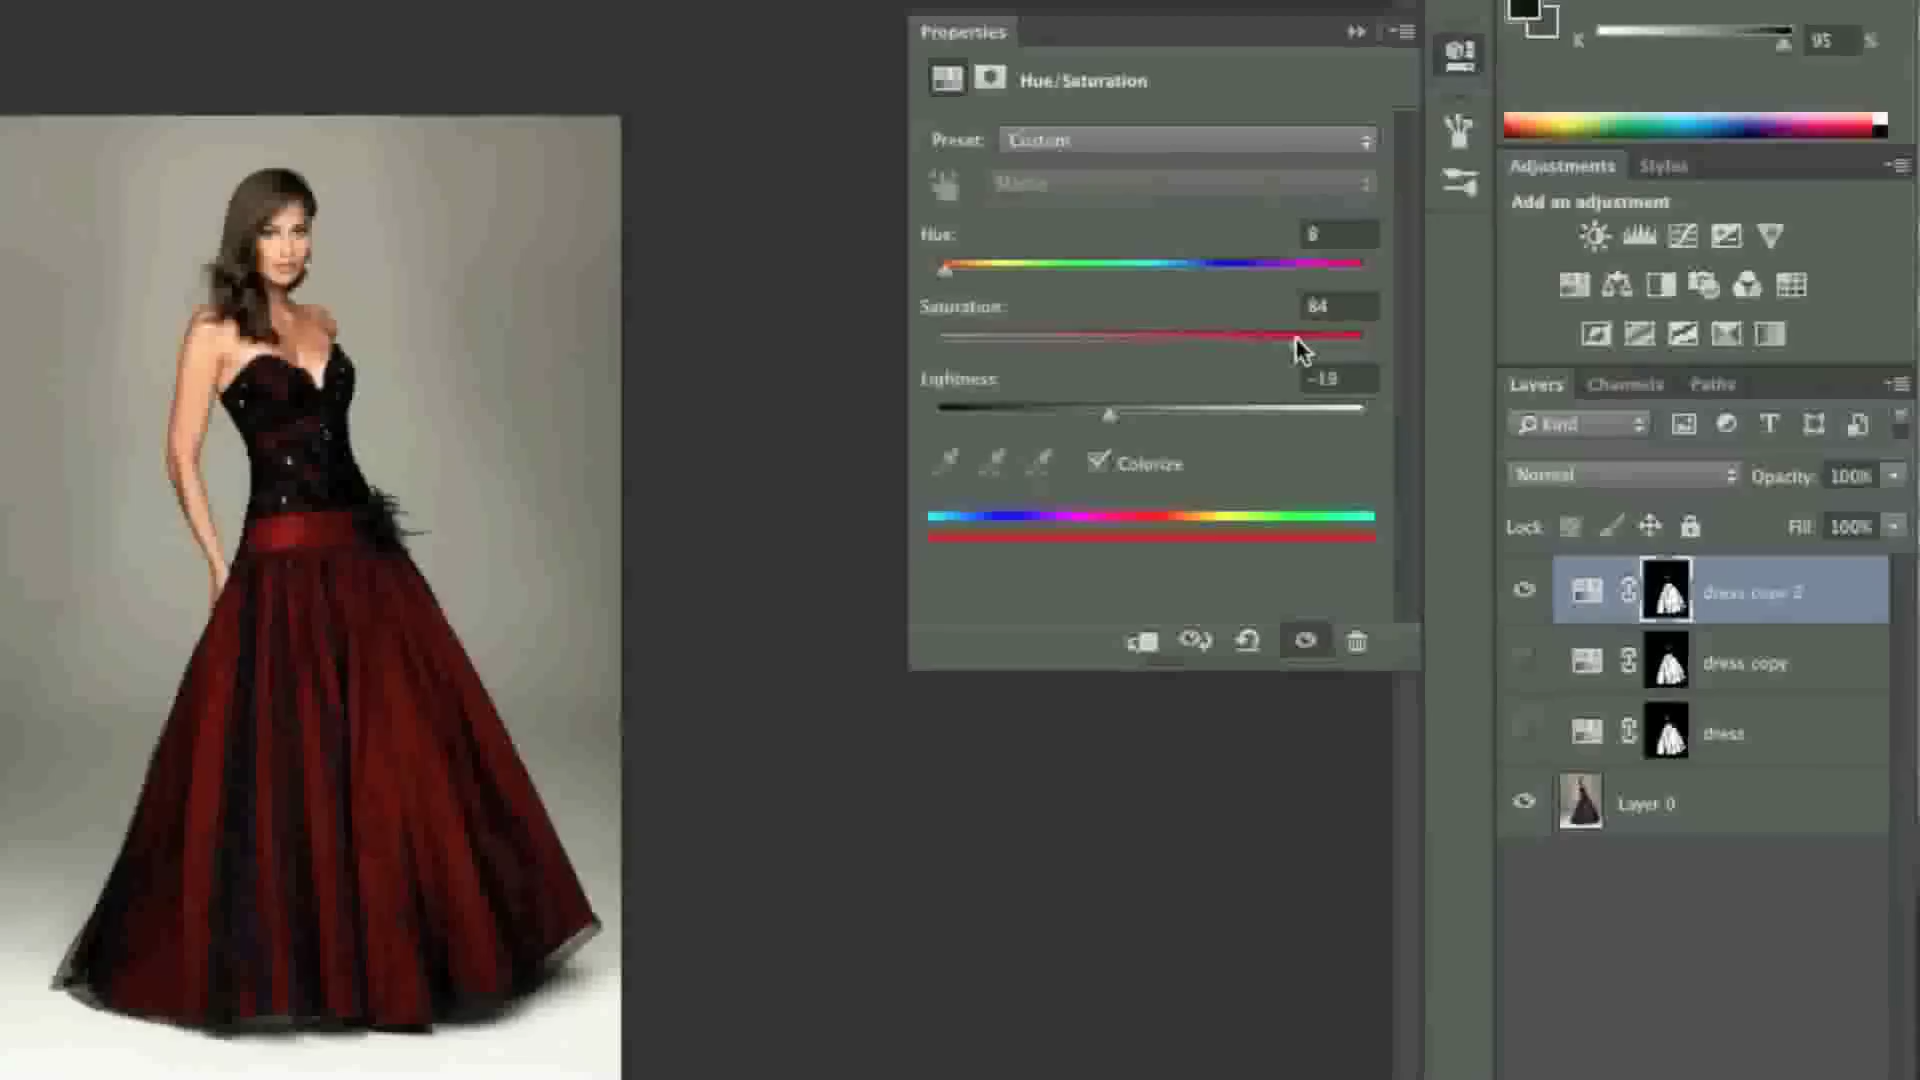 Properties
Hue/Saturation
Preset: Custom
Master
Hue: 8
Saturation: 84
Lightness: -19
Colorize
K 95 %
Adjustments Styles
Add an adjustment
Layers Channels Paths
Kind
Normal Opacity: 100%
Lock: Fill: 100%
dress copy 2
dress copy
dress
Layer 0